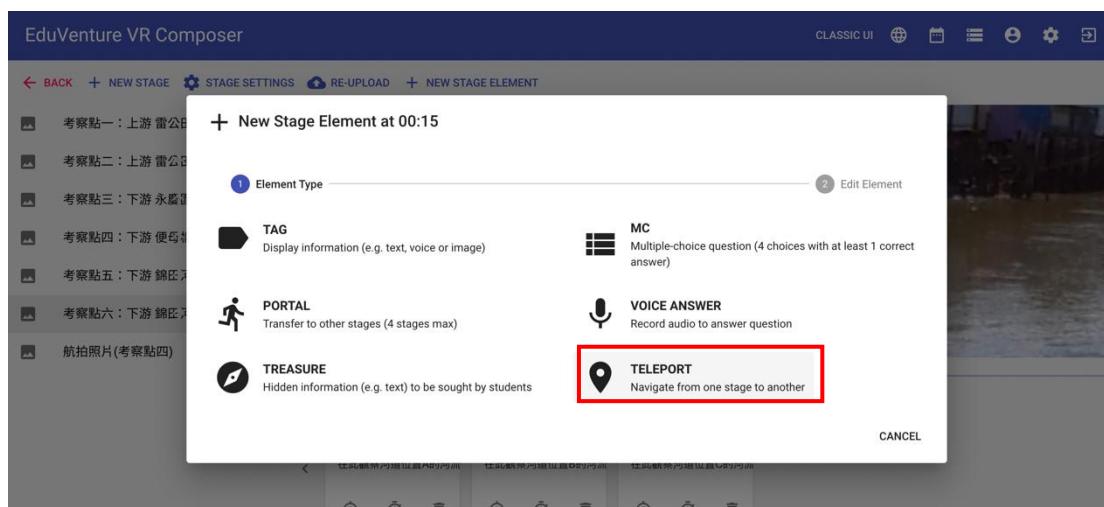 EduVenture VR Composer
CLASSIC UI
BACK
NEW STAGE
STAGE SETTINGS
RE-UPLOAD
NEW STAGE ELEMENT
考察點一：上游 雷公
考察點二：上游 雷公
考察點三：下游 永
考察點四：下游 便
考察點五：下游 錦
考察點六：下游 錦
航拍照片(考察點四)
New Stage Element at 00:15
1 Element Type
2 Edit Element
TAG
Display information (e.g. text, voice or image)
MC
Multiple-choice question (4 choices with at least 1 correct
answer)
PORTAL
Transfer to other stages (4 stages max)
VOICE ANSWER
Record audio to answer question
TREASURE
Hidden information (e.g. text) to be sought by students
TELEPORT
Navigate from one stage to another
CANCEL